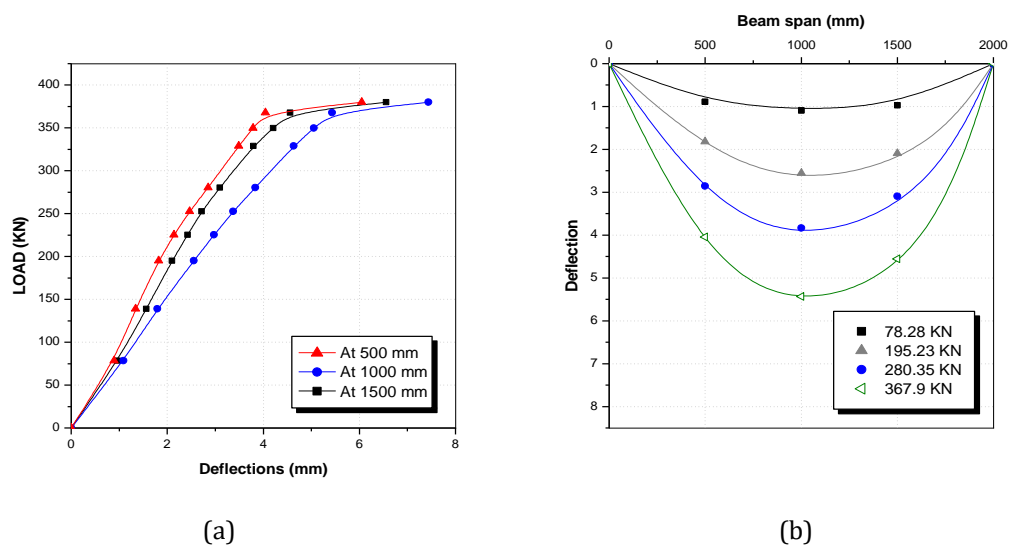 400
350
300
250
200
150
100
50
0
LOAD (KN)
0 2 4 6 8
Deflections (mm)
At 500 mm
At 1000 mm
At 1500 mm
(a)
Beam span (mm)
0 500 1000 1500 2000
0
1
2
3
4
5
6
7
8
Deflection
78.28 KN
195.23 KN
280.35 KN
367.9 KN
(b)